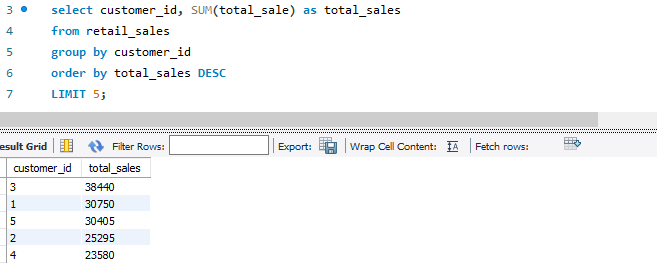 3 select customer_id, SUM(total_sale) as total_sales
4 from retail_sales
5 group by customer_id
6 order by total_sales DESC
7 LIMIT 5;
esult Grid Filter Rows: Export: Wrap Cell Content: IA Fetch rows:
customer_id total_sales
3 38440
1 30750
5 30405
2 25295
4 23580